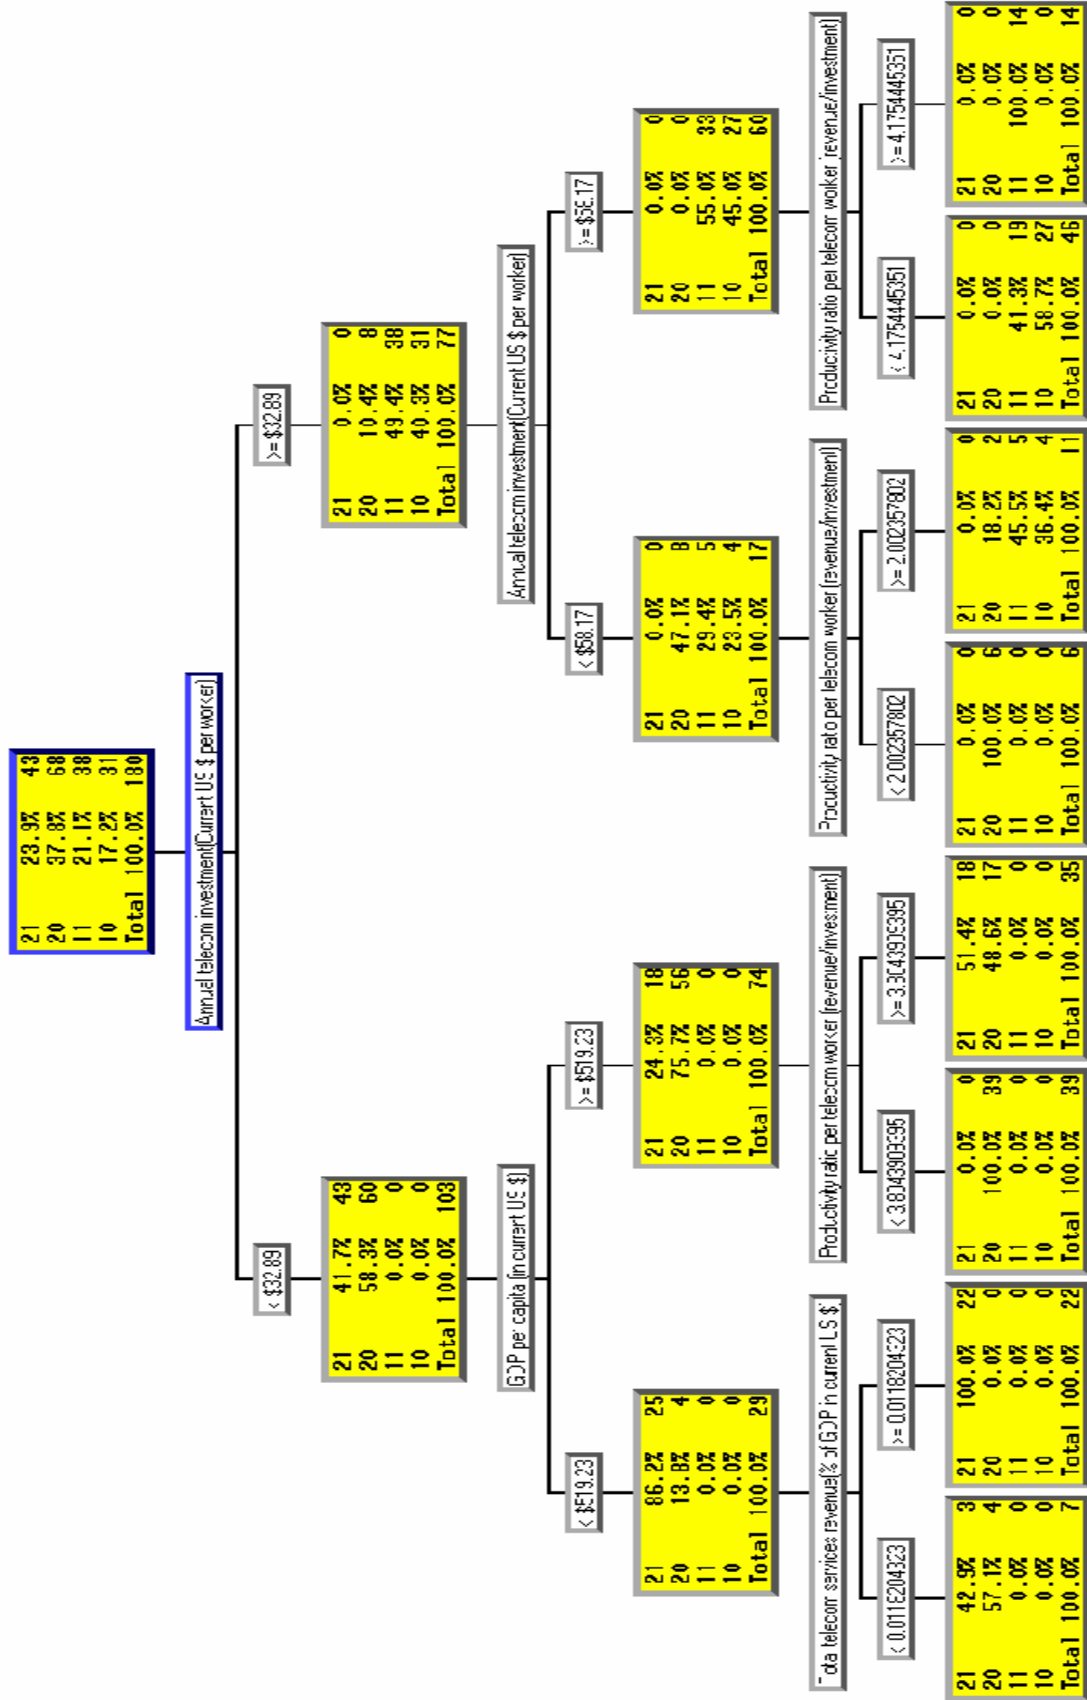 21 23.9% 43
20 37.8% 68
11 21.1% 38
10 17.2% 31
Total 100.0% 180
Annual telecom investment(Current US $ per worker)
< $32.89
>= $32.89
21 41.7% 43
20 58.3% 60
11 0.0% 0
10 0.0% 0
Total 100.0% 103
21 0.0% 0
20 10.4% 8
11 49.4% 38
10 40.3% 31
Total 100.0% 77
GDP per capita (in current US $)
Annual telecom investment(Current US $ per worker)
< $519.23
>= $519.23
< $58.17
>= $58.17
21 86.2% 25
20 13.8% 4
11 0.0% 0
10 0.0% 0
Total 100.0% 29
21 24.3% 18
20 75.7% 56
11 0.0% 0
10 0.0% 0
Total 100.0% 74
21 0.0% 0
20 47.1% 8
11 29.4% 5
10 23.5% 4
Total 100.0% 17
21 0.0% 0
20 0.0% 0
11 55.0% 33
10 45.0% 27
Total 100.0% 60
Total telecom services revenue(% of GDP in current US $)
Productivity ratio per telecom worker (revenue/investment)
Productivity ratio per telecom worker (revenue/investment)
Productivity ratio per telecom worker (revenue/investment)
< 0.0118204323
>= 0.0118204323
< 3.8043909395
>= 3.8043909395
< 2.002357802
>= 2.002357802
< 4.1754445351
>= 4.1754445351
21 42.9% 3
20 57.1% 4
11 0.0% 0
10 0.0% 0
Total 100.0% 7
21 100.0% 22
20 0.0% 0
11 0.0% 0
10 0.0% 0
Total 100.0% 22
21 0.0% 0
20 100.0% 39
11 0.0% 0
10 0.0% 0
Total 100.0% 39
21 51.4% 18
20 48.6% 17
11 0.0% 0
10 0.0% 0
Total 100.0% 35
21 0.0% 0
20 100.0% 6
11 0.0% 0
10 0.0% 0
Total 100.0% 6
21 0.0% 0
20 18.2% 2
11 45.5% 5
10 36.4% 4
Total 100.0% 11
21 0.0% 0
20 0.0% 0
11 41.3% 19
10 58.7% 27
Total 100.0% 46
21 0.0% 0
20 0.0% 0
11 100.0% 14
10 0.0% 0
Total 100.0% 14